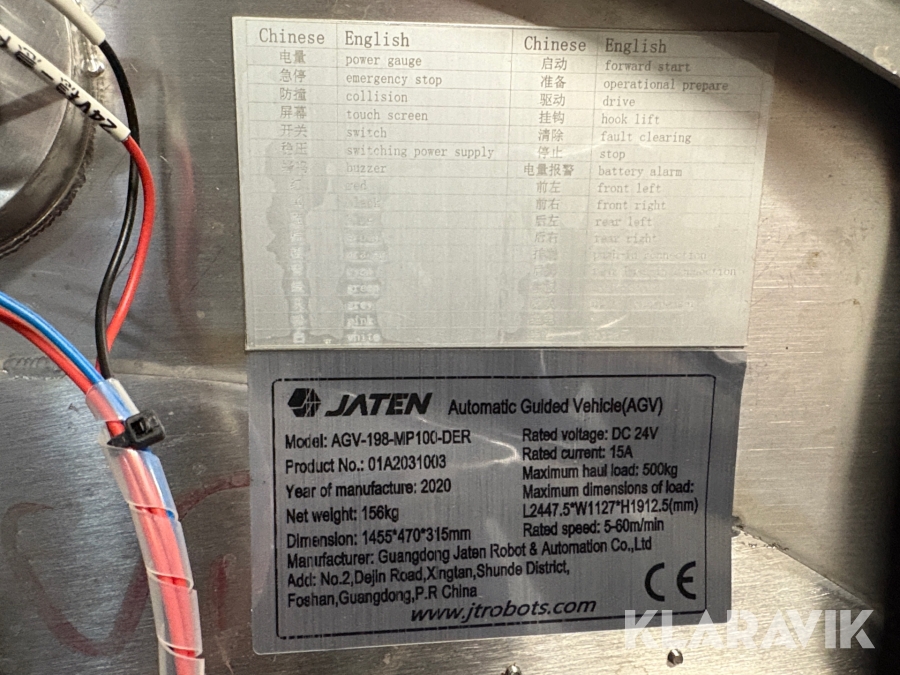 Chinese English Chinese English
电量 power gauge 启动 forward start
急停 emergency stop 准备 operational prepare
防撞 collision 驱动 drive
屏幕 touch screen 挂钩 hook lift
开关 switch 清除 fault clearing
稳压 switching power supply 停止 stop
buzzer 电量报警 battery alarm
red 前左 front left
black 前右 front right
后左 rear left
后右 rear right
green
grey
pink
white
24V
JATEN Automatic Guided Vehicle(AGV)
Model: AGV-198-MP100-DER Rated voltage: DC 24V
Product No.: 01A2031003 Rated current: 15A
Year of manufacture: 2020 Maximum haul load: 500kg
Net weight: 156kg Maximum dimensions of load:
Dimension: 1455*470*315mm L2447.5*W1127*H1912.5(mm)
Rated speed: 5-60m/min
Manufacturer: Guangdong Jaten Robot & Automation Co.,Ltd
Add: No.2,Dejin Road,Xingtan,Shunde District,
Foshan,Guangdong,P.R China
CE
www.jtrobots.com
KLARAVIK